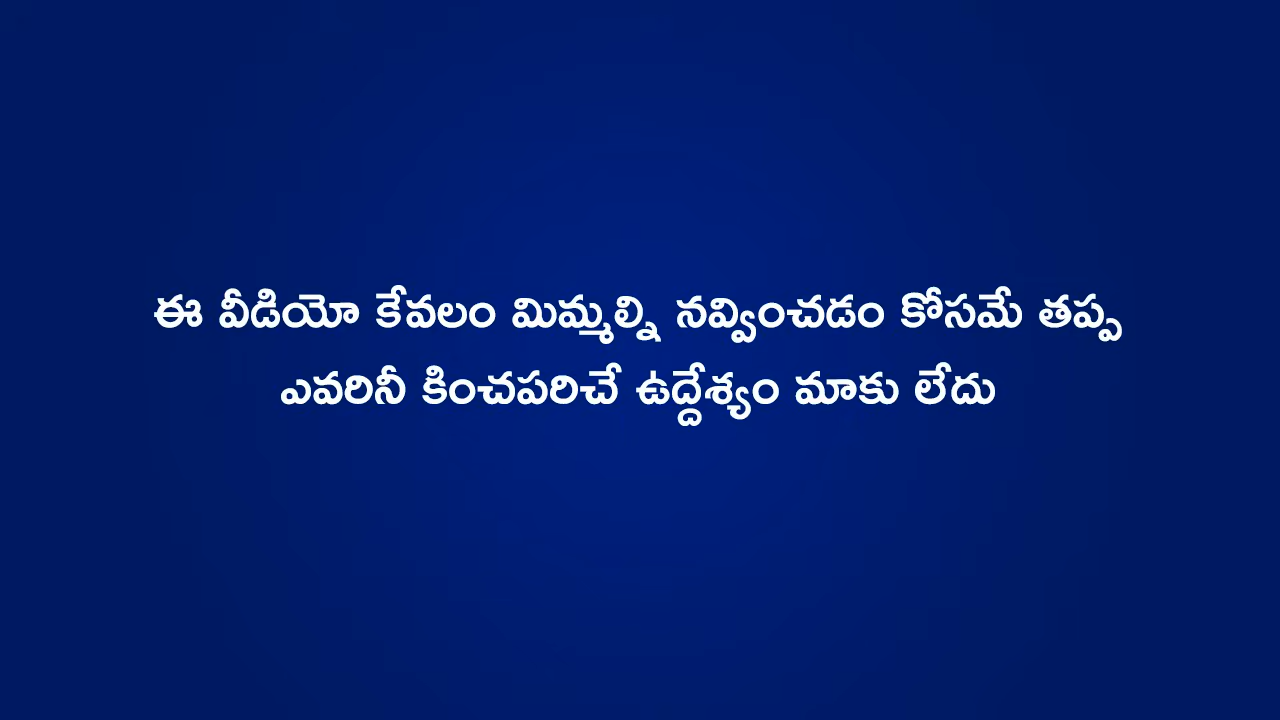 ఈ వీడియో కేవలం మిమ్మల్ని నవ్వించడం కోసమే తప్ప
ఎవరినీ కించపరిచే ఉద్దేశ్యం మాకు లేదు